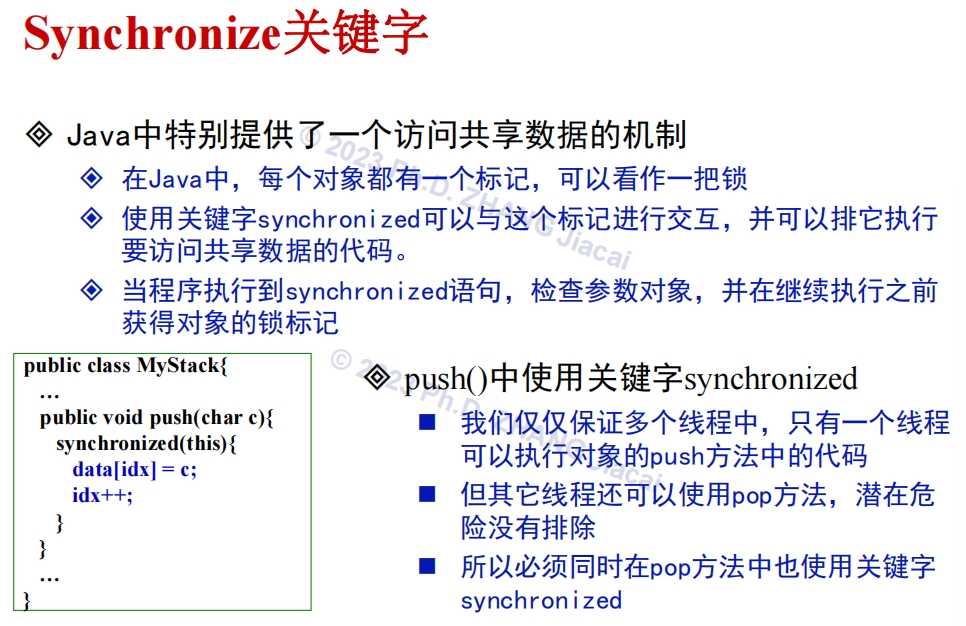 Synchronize关键字
Java中特别提供了一个访问共享数据的机制
在Java中，每个对象都有一个标记，可以看作一把锁
使用关键字synchronized可以与这个标记进行交互，并可以排它执行
要访问共享数据的代码。
当程序执行到synchronized语句，检查参数对象，并在继续执行之前
获得对象的锁标记
public class MyStack{
...
public void push(char c){
synchronized(this){
data[idx] = c;
idx++;
}
}
...
}
push()中使用关键字synchronized
我们仅仅保证多个线程中，只有一个线程
可以执行对象的push方法中的代码
但其它线程还可以使用pop方法，潜在危
险没有排除
所以必须同时在pop方法中也使用关键字
synchronized
© 2023 Ph.D. ZHANG Jiacai
© 2023 Ph.D. ZHANG Jiacai